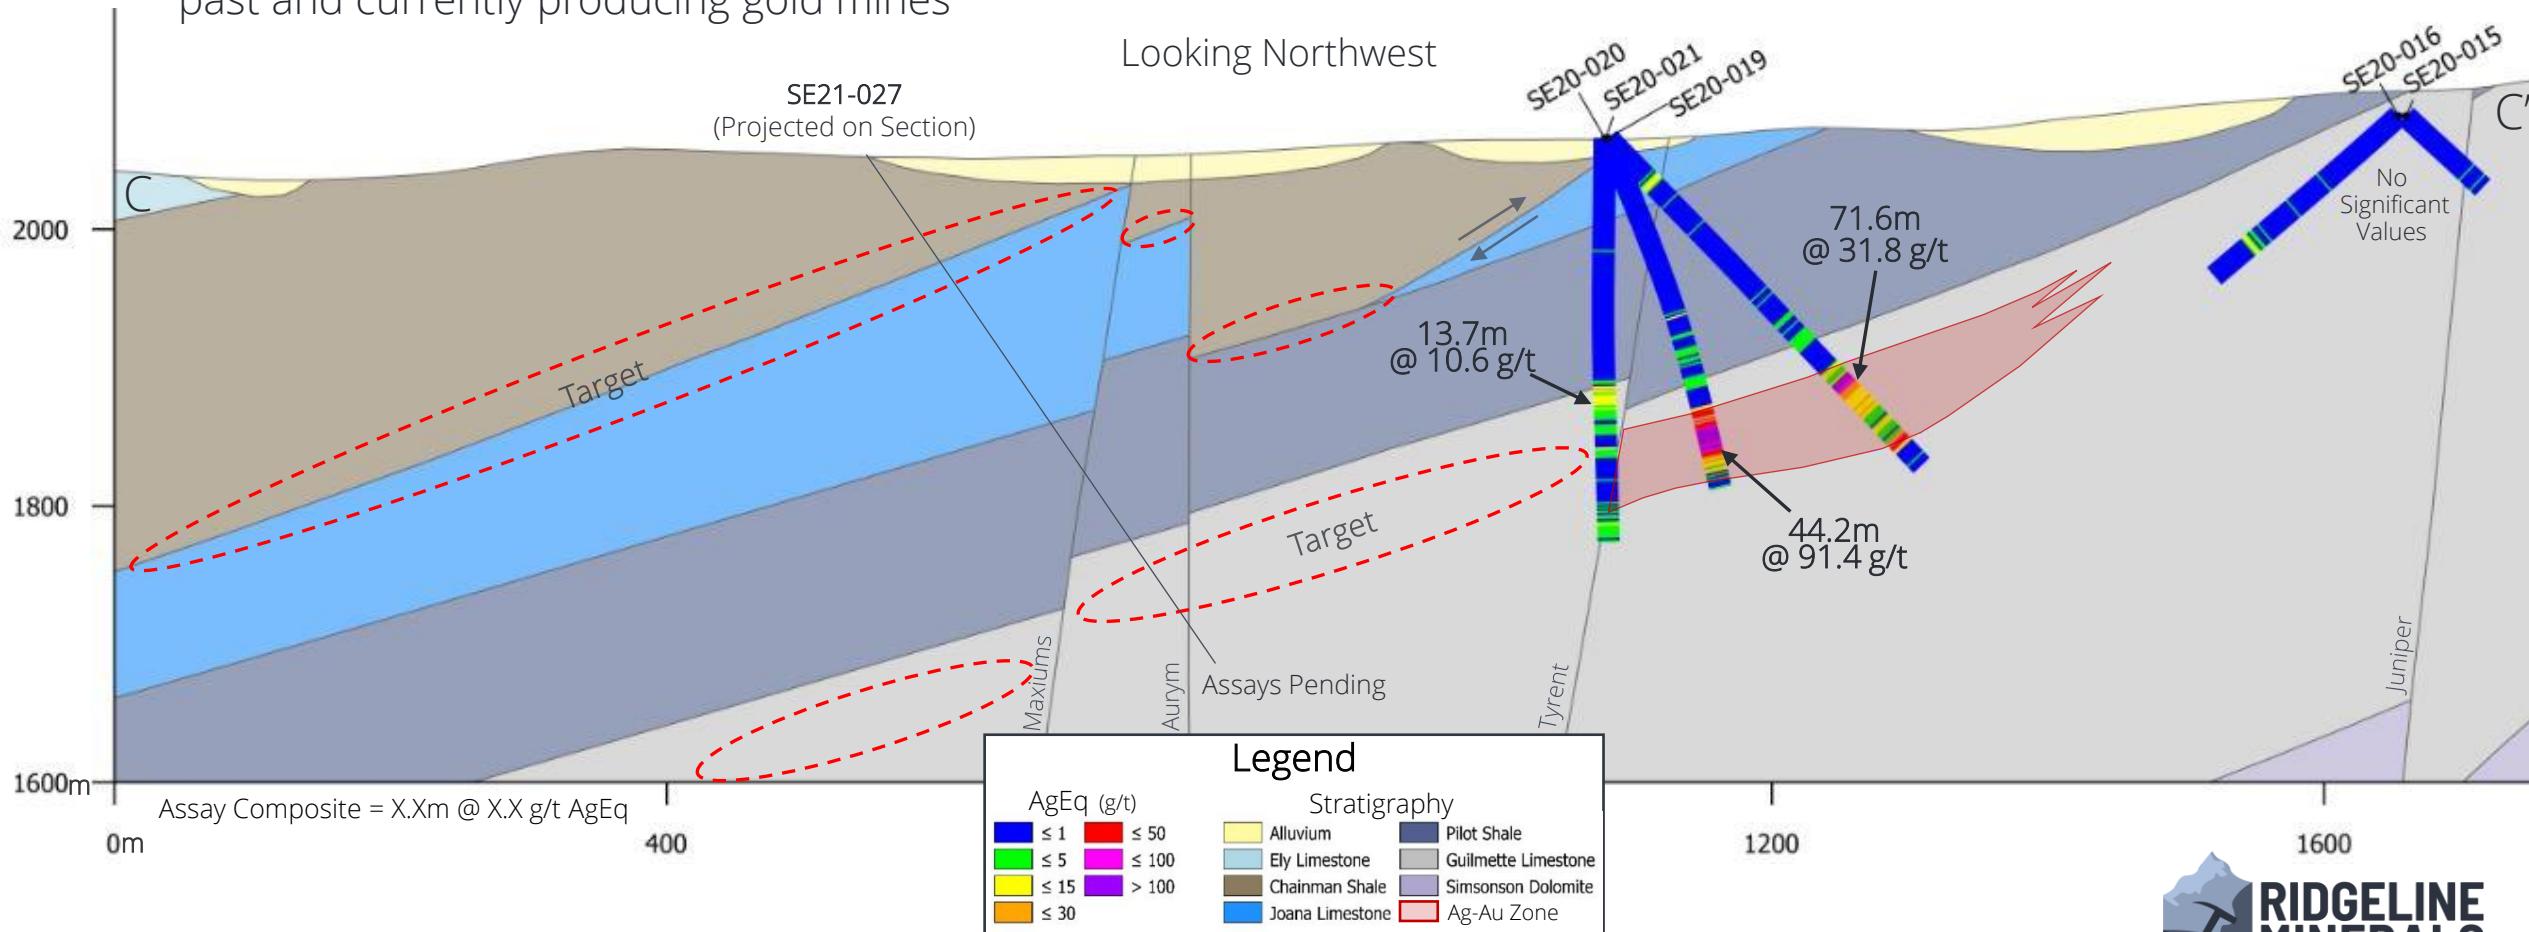 past and currently producing gold mines
Looking Northwest
SE21-027
(Projected on Section)
SE20-020
SE20-021
SE20-019
SE20-016
SE20-015
C
C'
No
Significant
Values
71.6m
@ 31.8 g/t
13.7m
@ 10.6 g/t
44.2m
@ 91.4 g/t
Target
Target
Assays Pending
Maxiums
Aurym
Tyrent
Juniper
2000
1800
1600m
Assay Composite = X.Xm @ X.X g/t AgEq
0m
400
1200
1600
Legend
AgEq (g/t)
≤ 1
≤ 5
≤ 15
≤ 30
≤ 50
≤ 100
> 100
Stratigraphy
Alluvium
Ely Limestone
Chainman Shale
Joana Limestone
Pilot Shale
Guilmette Limestone
Simsonson Dolomite
Ag-Au Zone
RIDGELINE
MINERALS